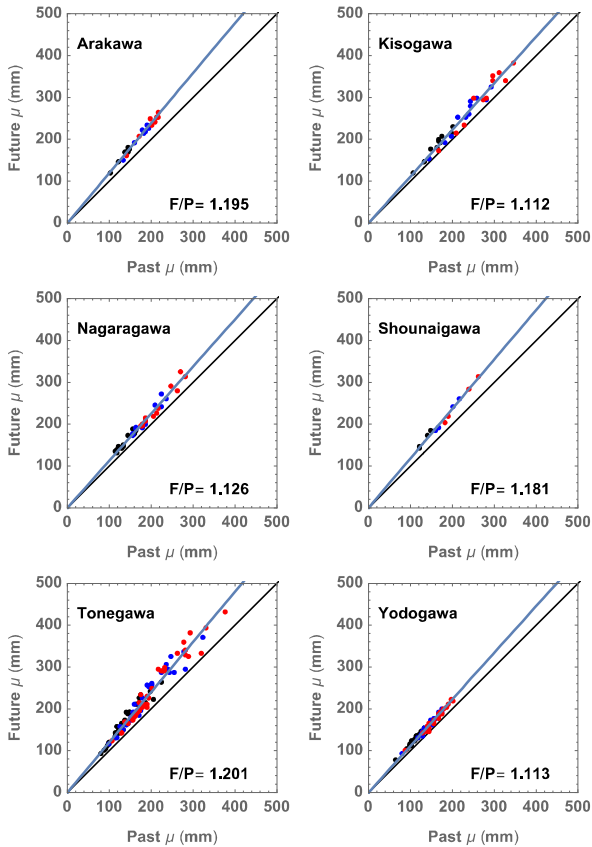 500
400
300
200
100
0
Future μ (mm)
Arakawa
F/P= 1.195
0 100 200 300 400 500
Past μ (mm)
500
400
300
200
100
0
Future μ (mm)
Kisogawa
F/P= 1.112
0 100 200 300 400 500
Past μ (mm)
500
400
300
200
100
0
Future μ (mm)
Nagaragawa
F/P= 1.126
0 100 200 300 400 500
Past μ (mm)
500
400
300
200
100
0
Future μ (mm)
Shounaigawa
F/P= 1.181
0 100 200 300 400 500
Past μ (mm)
500
400
300
200
100
0
Future μ (mm)
Tonegawa
F/P= 1.201
0 100 200 300 400 500
Past μ (mm)
500
400
300
200
100
0
Future μ (mm)
Yodogawa
F/P= 1.113
0 100 200 300 400 500
Past μ (mm)